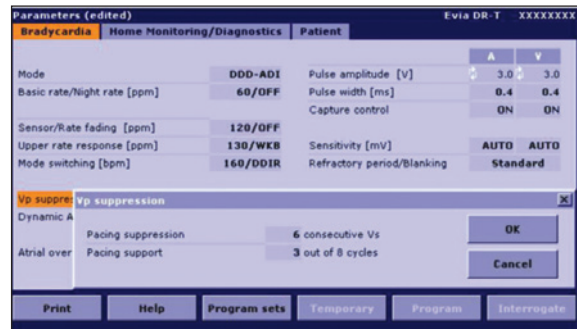 Parameters (edited) Evia DR-T XXXXXXXX
Bradycardia Home Monitoring/Diagnostics Patient
A V
Mode DDD-ADI Pulse amplitude [V] 3.0 3.0
Basic rate/Night rate [ppm] 60/OFF Pulse width [ms] 0.4 0.4
Capture control ON ON
Sensor/Rate fading [ppm] 120/OFF
Upper rate response [ppm] 130/WKB Sensitivity [mV] AUTO AUTO
Mode switching [bpm] 160/DDIR Refractory period/Blanking Standard
Vp suppres Vp suppression X
Dynamic A
Pacing suppression 6 consecutive Vs OK
Atrial over Pacing support 3 out of 8 cycles
Cancel
Print Help Program sets Temporary Program Interrogate